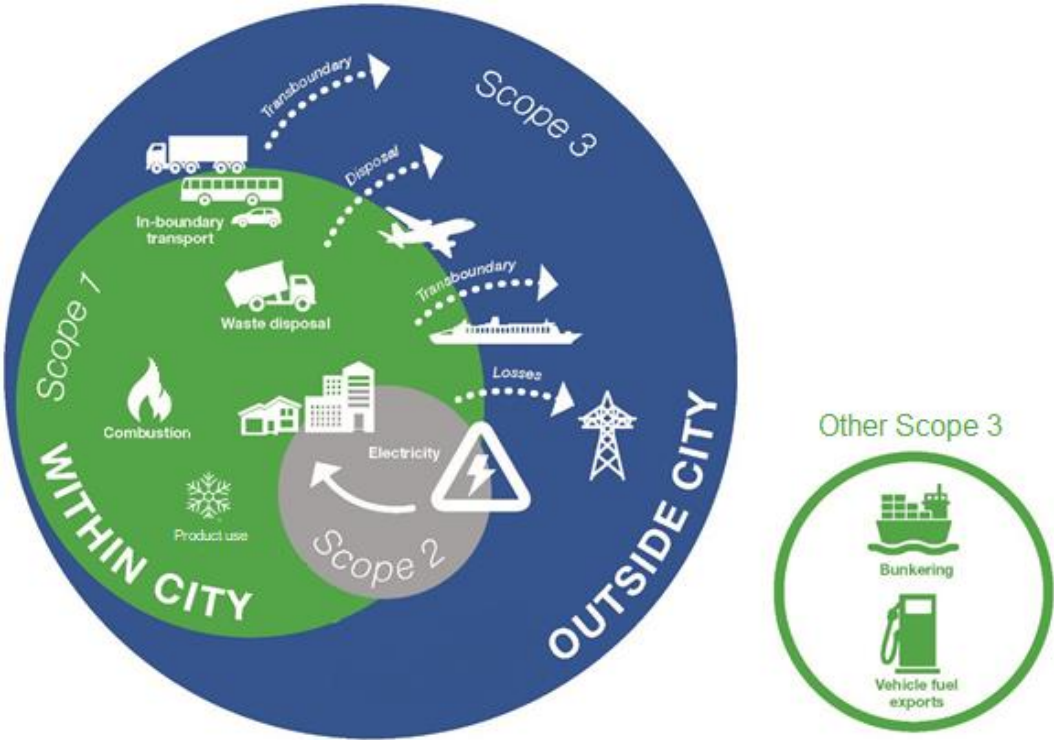 Transboundary
Scope 3
Disposal
In-boundary
transport
Transboundary
Waste disposal
Scope 1
Losses
Combustion
Electricity
Product use
Scope 2
WITHIN CITY
OUTSIDE CITY
Other Scope 3
Bunkering
Vehicle fuel
exports